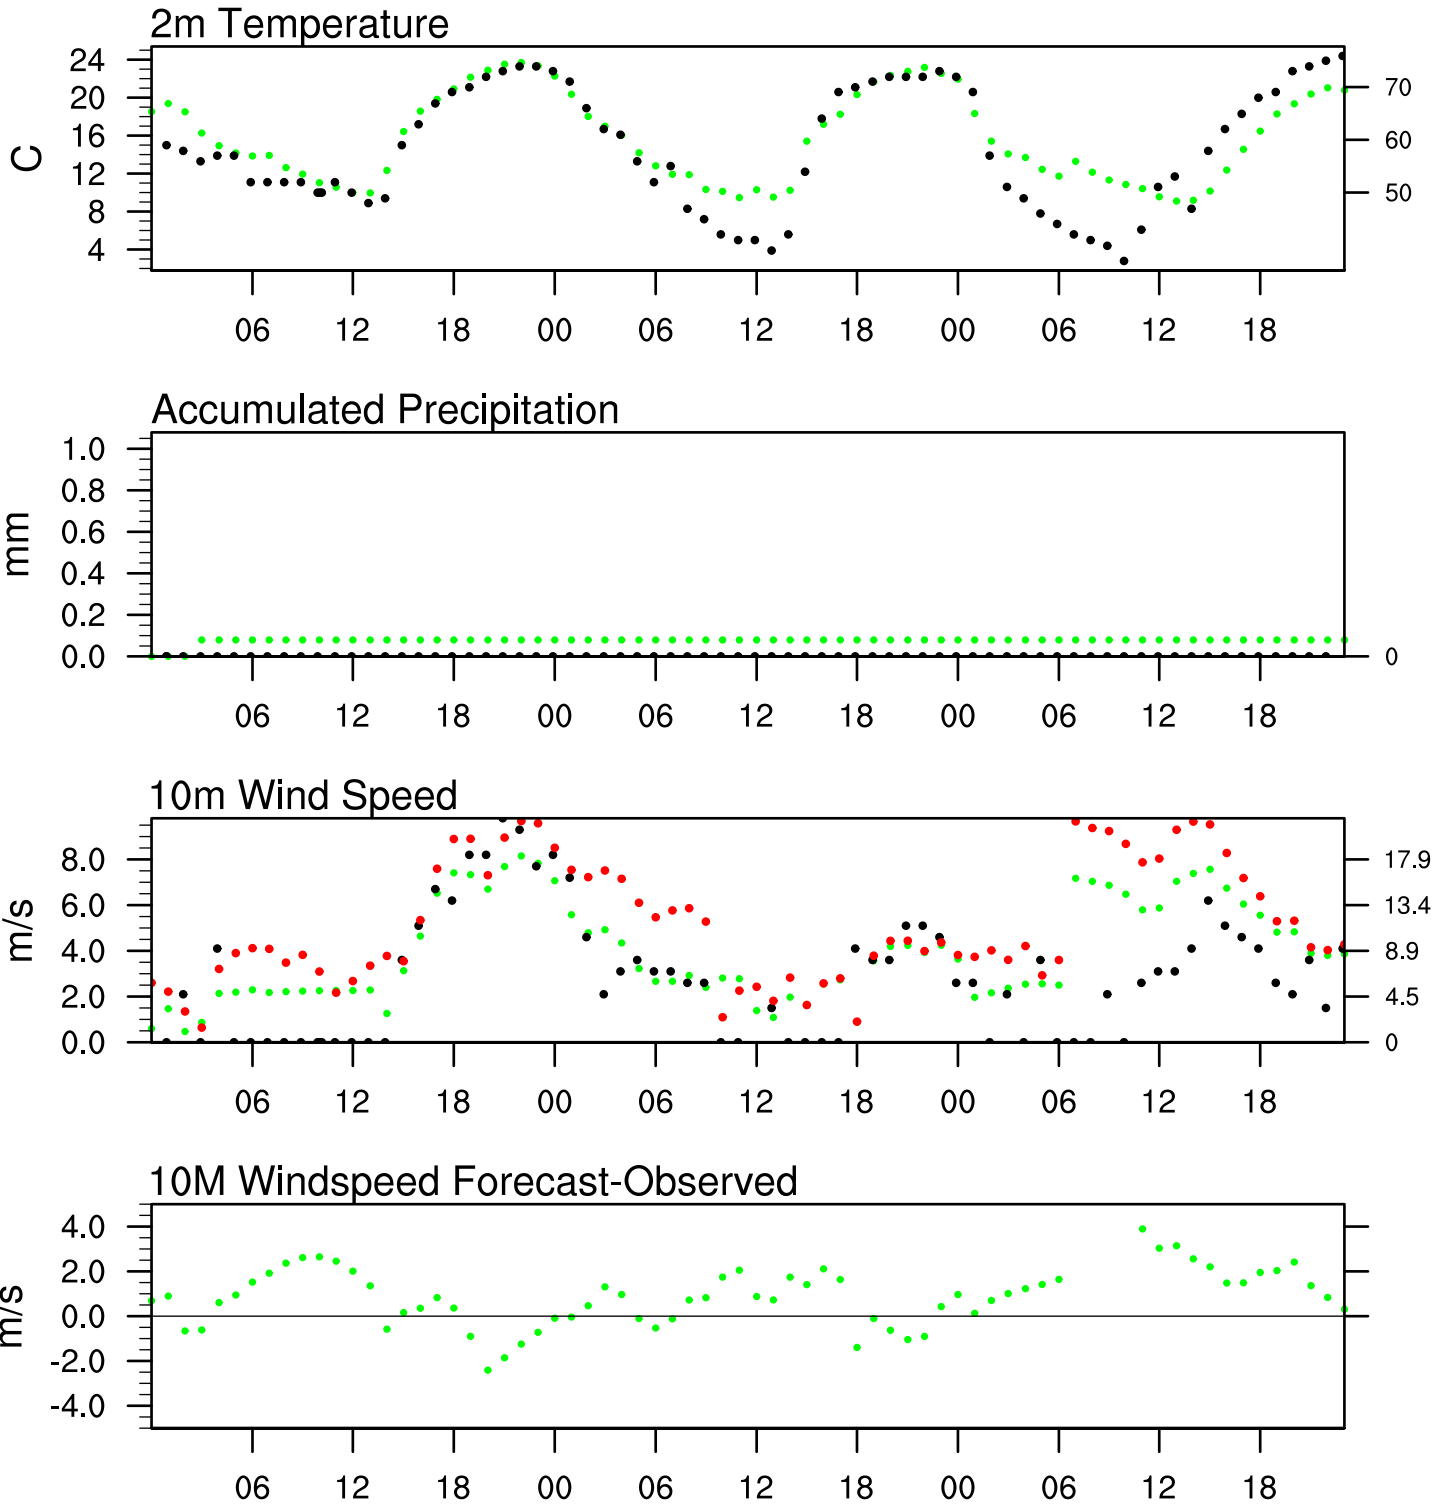 2m Temperature
24
20
16
12
8
4
C
70
60
50
06 12 18 00 06 12 18 00 06 12 18
Accumulated Precipitation
1.0
0.8
0.6
0.4
0.2
0.0
mm
0
06 12 18 00 06 12 18 00 06 12 18
10m Wind Speed
8.0
6.0
4.0
2.0
0.0
m/s
17.9
13.4
8.9
4.5
0
06 12 18 00 06 12 18 00 06 12 18
10M Windspeed Forecast-Observed
4.0
2.0
0.0
-2.0
-4.0
m/s
06 12 18 00 06 12 18 00 06 12 18